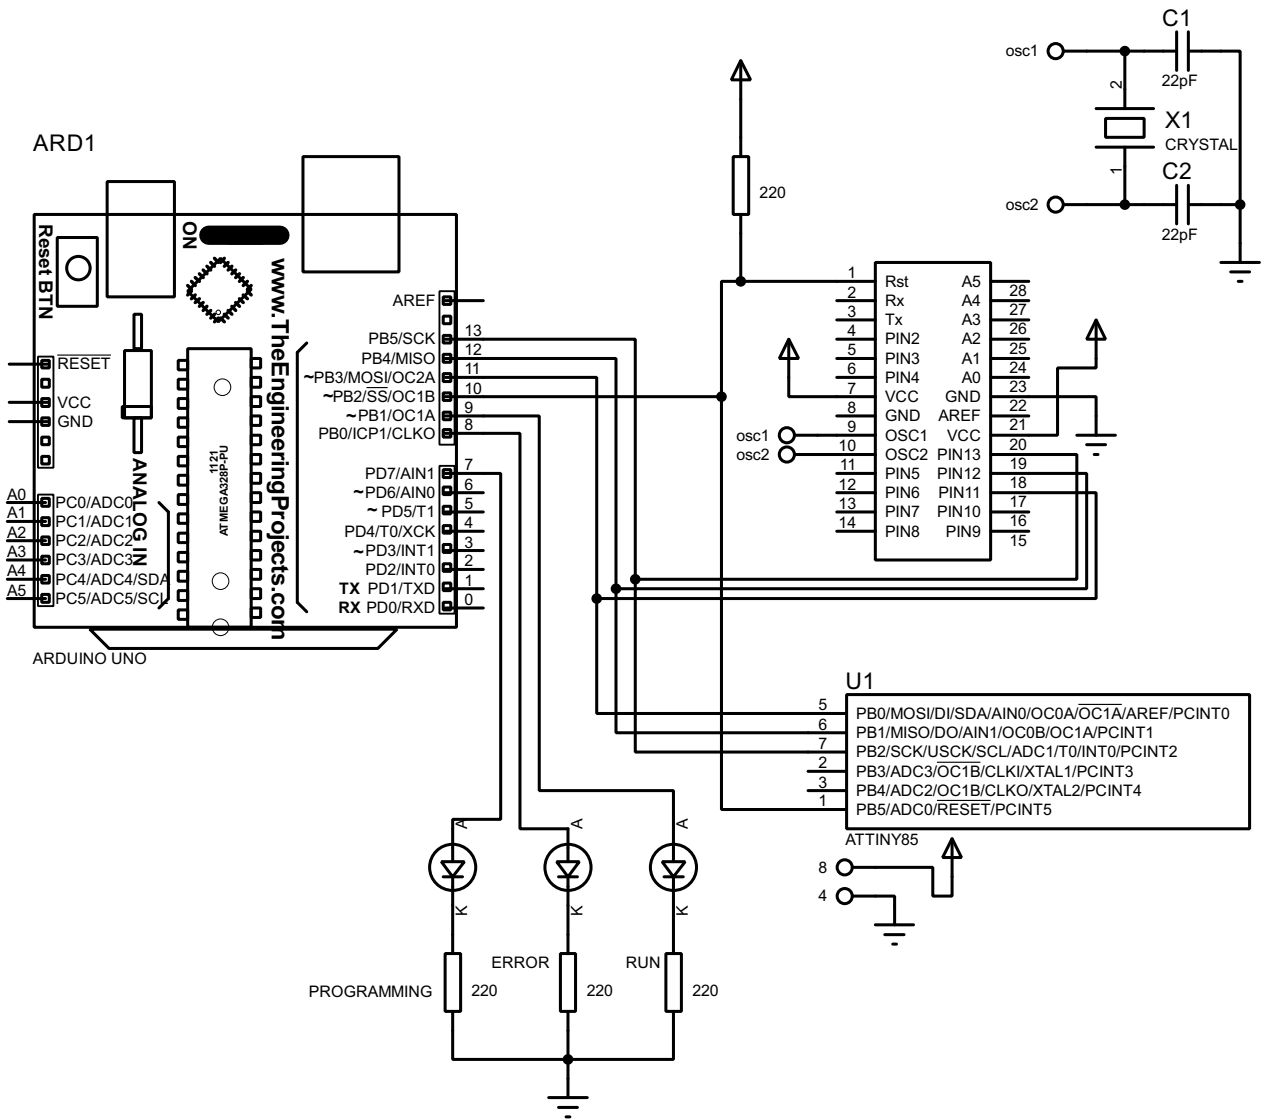 C1
osc1
22pF
2
X1
CRYSTAL
1
C2
osc2
22pF
220
ARD1
Reset BTN
ON
www.TheEngineeringProjects.com
ANALOG IN
1121
ATMEGA328P-PU
RESET
VCC
GND
A0 PC0/ADC0
A1 PC1/ADC1
A2 PC2/ADC2
A3 PC3/ADC3
A4 PC4/ADC4/SDA
A5 PC5/ADC5/SCL
AREF
PB5/SCK 13
PB4/MISO 12
~PB3/MOSI/OC2A 11
~PB2/SS/OC1B 10
~PB1/OC1A 9
PB0/ICP1/CLKO 8
PD7/AIN1 7
~PD6/AIN0 6
~PD5/T1 5
PD4/T0/XCK 4
~PD3/INT1 3
PD2/INT0 2
TX PD1/TXD 1
RX PD0/RXD 0
ARDUINO UNO
1 Rst A5 28
2 Rx A4 27
3 Tx A3 26
4 PIN2 A2 25
5 PIN3 A1 24
6 PIN4 A0 23
7 VCC GND 22
8 GND AREF 21
osc1 9 OSC1 VCC 20
osc2 10 OSC2 PIN13 19
11 PIN5 PIN12 18
12 PIN6 PIN11 17
13 PIN7 PIN10 16
14 PIN8 PIN9 15
U1
5 PB0/MOSI/DI/SDA/AIN0/OC0A/OC1A/AREF/PCINT0
6 PB1/MISO/DO/AIN1/OC0B/OC1A/PCINT1
7 PB2/SCK/USCK/SCL/ADC1/T0/INT0/PCINT2
2 PB3/ADC3/OC1B/CLKI/XTAL1/PCINT3
3 PB4/ADC2/OC1B/CLKO/XTAL2/PCINT4
1 PB5/ADC0/RESET/PCINT5
ATTINY85
8
4
A A A
K K K
PROGRAMMING 220
ERROR 220
RUN 220